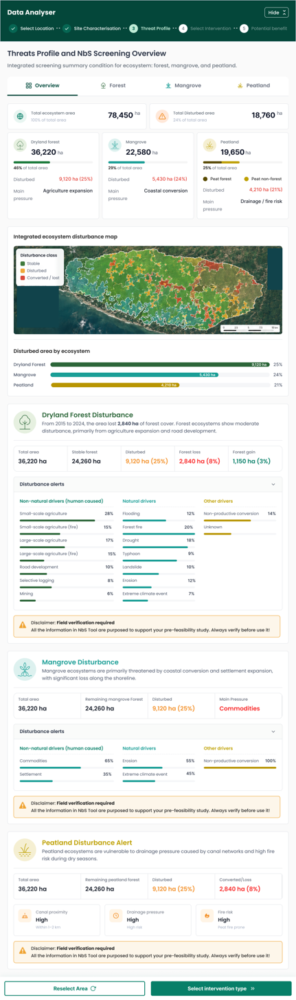 Data Analyser
Hide
Select Location
Site Characterisation
3 Threat Profile
4 Select Intervention
5 Potential benefit
Threats Profile and NbS Screening Overview
Integrated screening summary condition for ecosystem: forest, mangrove, and peatland.
Overview
Forest
Mangrove
Peatland
Total ecosystem area
100% of total area
78,450 ha
Total Disturbed area
24% of total area
18,760 ha
Dryland forest
36,220 ha
46% of total area
Disturbed 9,120 ha (25%)
Main pressure Agriculture expansion
Mangrove
22,580 ha
29% of total area
Disturbed 5,430 ha (24%)
Main pressure Coastal conversion
Peatland
19,650 ha
25% of total area
Peat forest
Peat non-forest
Disturbed 4,210 ha (21%)
Main pressure Drainage / fire risk
Integrated ecosystem disturbance map
Disturbance class
Stable
Disturbed
Converted / lost
Disturbed area by ecosystem
Dryland Forest 9,120 ha 25%
Mangrove 5,430 ha 24%
Peatland 4,210 ha 21%
Dryland Forest Disturbance
From 2015 to 2024, the area lost 2,840 ha of forest cover. Forest ecosystems show moderate
disturbance, primarily from agriculture expansion and road development.
Total area
36,220 ha
Stable forest
24,260 ha
Disturbed
9,120 ha (25%)
Forest loss
2,840 ha (8%)
Forest gain
1,150 ha (3%)
Disturbance alerts
Non-natural drivers (human caused)
Small-scale agriculture 28%
Small-scale agriculture (fire) 15%
Large-scale agriculture 17%
Large-scale agriculture (fire) 15%
Road development 10%
Selective logging 8%
Mining 6%
Natural drivers
Flooding 12%
Forest fire 20%
Drought 18%
Typhoon 9%
Landslide 10%
Erosion 12%
Extreme climate event 7%
Other drivers
Non-productive conversion 14%
Unknown
Disclaimer: Field verification required
All the information in NbS Tool are purposed to support your pre-feasibility study. Always verify before use it!
Mangrove Disturbance
Mangrove ecosystems are primarily threatened by coastal conversion and settlement expansion,
with significant loss along the shoreline.
Total area
36,220 ha
Remaining mangrove Forest
24,260 ha
Disturbed
9,120 ha (25%)
Main Pressure
Commodities
Disturbance alerts
Non-natural drivers (human caused)
Commodities 65%
Settlement 35%
Natural drivers
Erosion 55%
Extreme climate event 45%
Other drivers
Non-productive conversion 100%
Disclaimer: Field verification required
All the information in NbS Tool are purposed to support your pre-feasibility study. Always verify before use it!
Peatland Disturbance Alert
Peatland ecosystems are vulnerable to drainage pressure caused by canal networks and high fire
risk during dry seasons.
Total area
36,220 ha
Remaining peatland forest
24,260 ha
Disturbed
9,120 ha (25%)
Converted/Loss
2,840 ha (8%)
Canal proximity
High
Drainage pressure
High
High risk
Fire risk
High
Peat fire prone
Disclaimer: Field verification required
All the information in NbS Tool are purposed to support your pre-feasibility study. Always verify before use it!
Reselect Area
Select intervention type